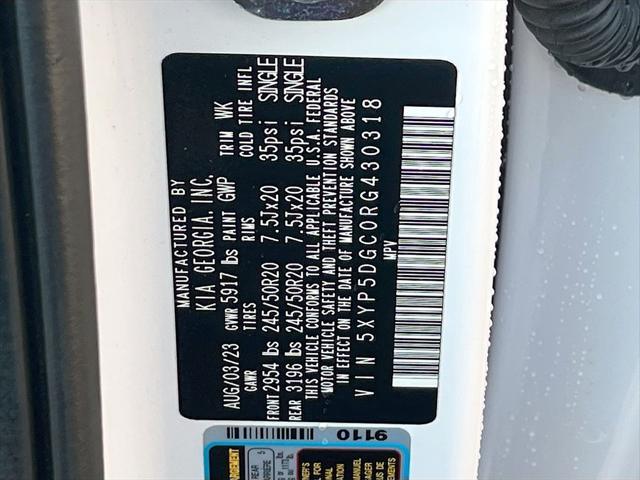 MANUFACTURED BY
KIA GEORGIA, INC.
AUG/03/23 GVWR 5917 lbs PAINT GWP TRIM WK
GAWR TIRES RIMS COLD TIRE INFL
FRONT 2954 lbs 245/50R20 7.5Jx20 35psi SINGLE
REAR 3196 lbs 245/50R20 7.5Jx20 35psi SINGLE
THIS VEHICLE CONFORMS TO ALL APPLICABLE U.S.A. FEDERAL
MOTOR VEHICLE SAFETY AND THEFT PREVENTION STANDARDS
IN EFFECT ON THE DATE OF MANUFACTURE SHOWN ABOVE
VIN 5XYP5DGC0RG430318
MPV
9110
REAR
5